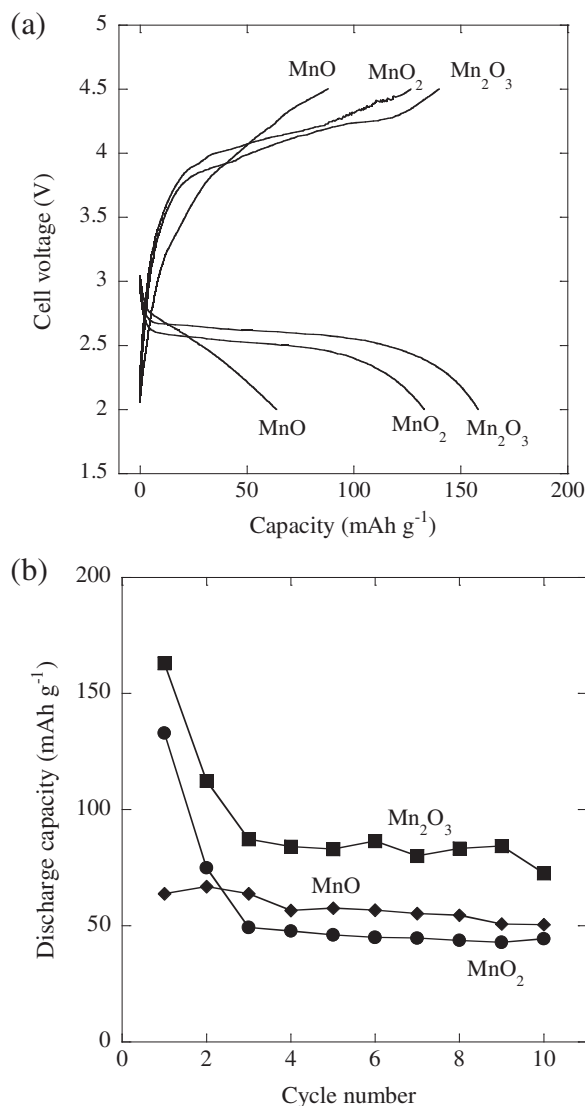 (a)
5
4.5
4
3.5
3
2.5
2
1.5
Cell voltage (V)
MnO
MnO₂
Mn₂O₃
MnO
MnO₂
Mn₂O₃
0
50
100
150
200
Capacity (mAh g⁻¹)
(b)
200
150
100
50
0
Discharge capacity (mAh g⁻¹)
Mn₂O₃
MnO
MnO₂
0
2
4
6
8
10
Cycle number